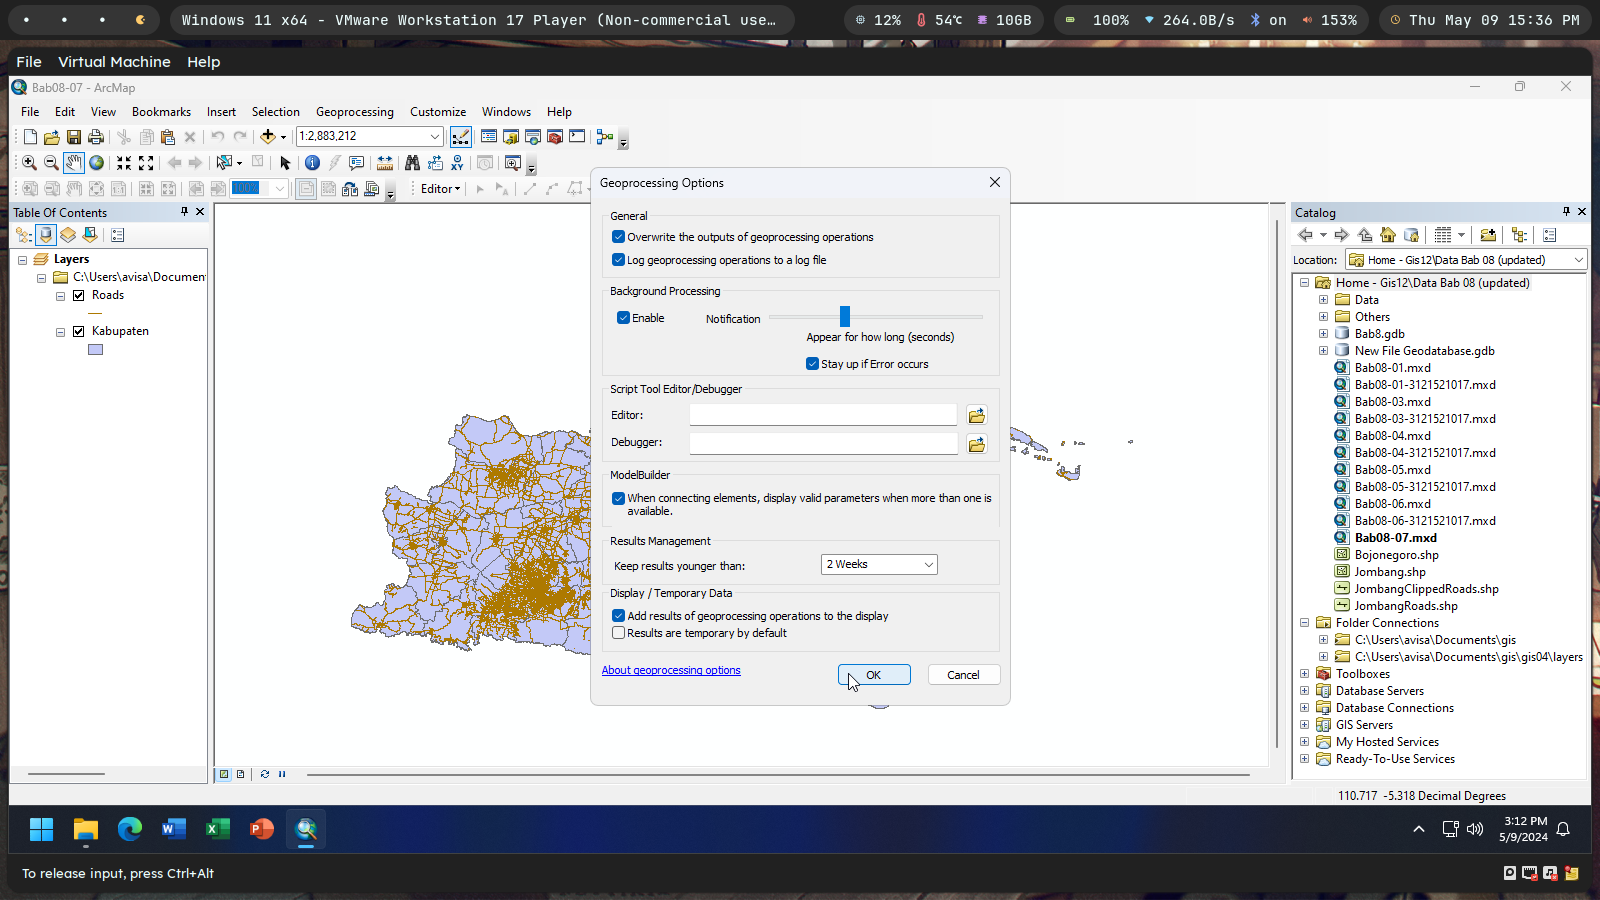 Windows 11 x64 - VMware Workstation 17 Player (Non-commercial use…
12%
54℃
10GB
100%
264.0B/s
on
153%
Thu May 09 15:36 PM
File Virtual Machine Help
Bab08-07 - ArcMap
File Edit View Bookmarks Insert Selection Geoprocessing Customize Windows Help
1:2,883,212
100%
Editor
Table Of Contents
Layers
C:\Users\avisa\Documen
Roads
Kabupaten
Geoprocessing Options
General
Overwrite the outputs of geoprocessing operations
Log geoprocessing operations to a log file
Background Processing
Enable
Notification
Appear for how long (seconds)
Stay up if Error occurs
Script Tool Editor/Debugger
Editor:
Debugger:
ModelBuilder
When connecting elements, display valid parameters when more than one is
available.
Results Management
Keep results younger than:
2 Weeks
Display / Temporary Data
Add results of geoprocessing operations to the display
Results are temporary by default
About geoprocessing options
OK
Cancel
Catalog
Location:
Home - Gis12\Data Bab 08 (updated)
Home - Gis12\Data Bab 08 (updated)
Data
Others
Bab8.gdb
New File Geodatabase.gdb
Bab08-01.mxd
Bab08-01-3121521017.mxd
Bab08-03.mxd
Bab08-03-3121521017.mxd
Bab08-04.mxd
Bab08-04-3121521017.mxd
Bab08-05.mxd
Bab08-05-3121521017.mxd
Bab08-06.mxd
Bab08-06-3121521017.mxd
Bab08-07.mxd
Bojonegoro.shp
Jombang.shp
JombangClippedRoads.shp
JombangRoads.shp
Folder Connections
C:\Users\avisa\Documents\gis
C:\Users\avisa\Documents\gis\gis04\layers
Toolboxes
Database Servers
Database Connections
GIS Servers
My Hosted Services
Ready-To-Use Services
110.717 -5.318 Decimal Degrees
3:12 PM
5/9/2024
To release input, press Ctrl+Alt